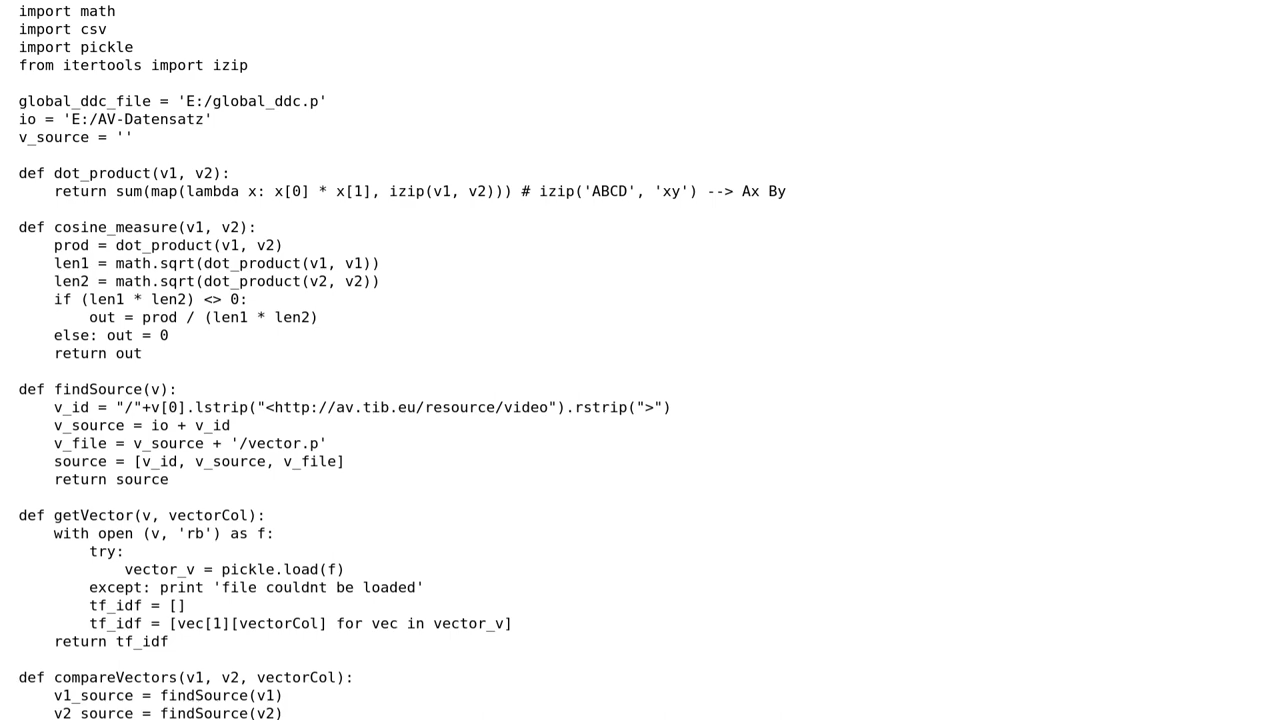 import math
import csv
import pickle
from itertools import izip

global_ddc_file = 'E:/global_ddc.p'
io = 'E:/AV-Datensatz'
v_source = ''

def dot_product(v1, v2):
    return sum(map(lambda x: x[0] * x[1], izip(v1, v2))) # izip('ABCD', 'xy') --> Ax By

def cosine_measure(v1, v2):
    prod = dot_product(v1, v2)
    len1 = math.sqrt(dot_product(v1, v1))
    len2 = math.sqrt(dot_product(v2, v2))
    if (len1 * len2) <> 0:
        out = prod / (len1 * len2)
    else: out = 0
    return out

def findSource(v):
    v_id = "/"+v[0].lstrip("<http://av.tib.eu/resource/video").rstrip(">")
    v_source = io + v_id
    v_file = v_source + '/vector.p'
    source = [v_id, v_source, v_file]
    return source

def getVector(v, vectorCol):
    with open (v, 'rb') as f:
        try:
            vector_v = pickle.load(f)
        except: print 'file couldnt be loaded'
        tf_idf = []
        tf_idf = [vec[1][vectorCol] for vec in vector_v]
    return tf_idf

def compareVectors(v1, v2, vectorCol):
    v1_source = findSource(v1)
    v2_source = findSource(v2)